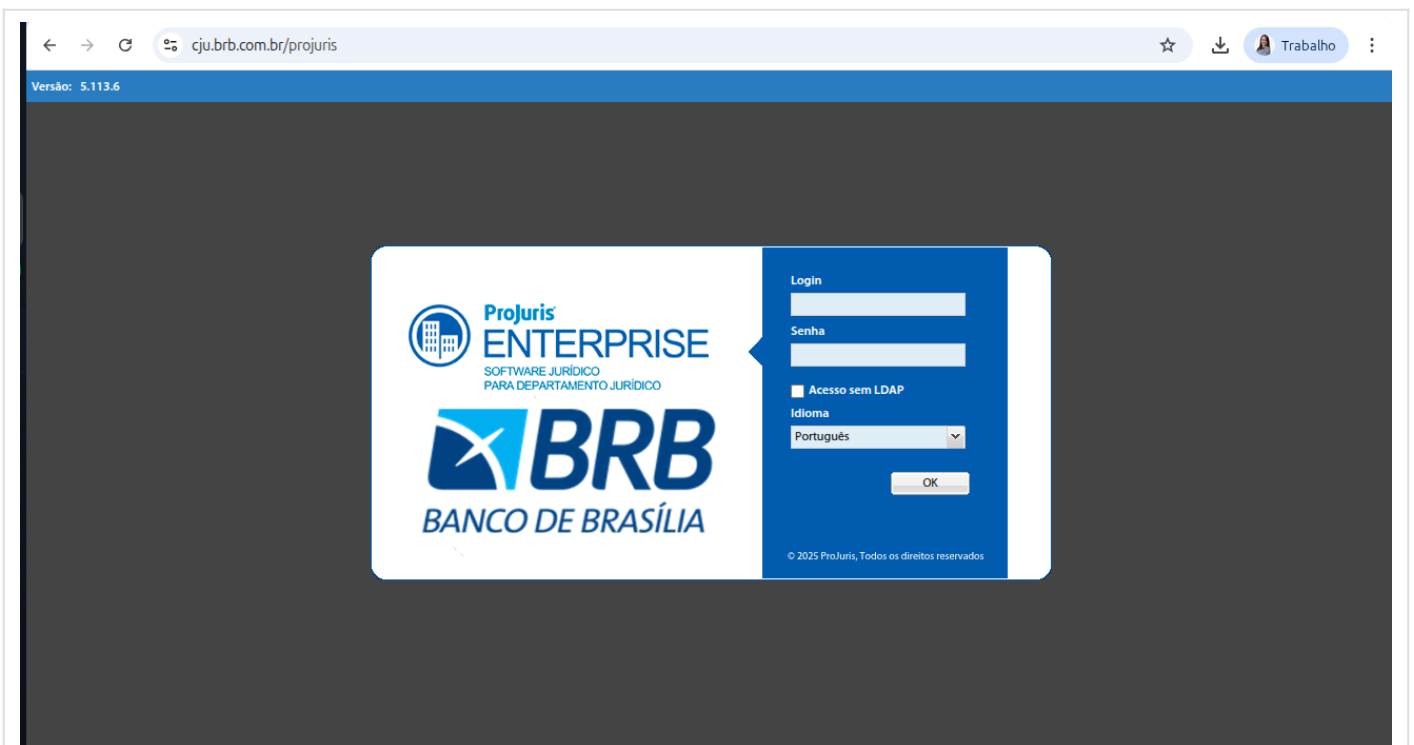 cju.brb.com.br/projuris
Trabalho
Versão: 5.113.6
ProJuris
ENTERPRISE
SOFTWARE JURÍDICO
PARA DEPARTAMENTO JURÍDICO
BRB
BANCO DE BRASÍLIA
Login
Senha
Acesso sem LDAP
Idioma
Português
OK
© 2025 ProJuris, Todos os direitos reservados